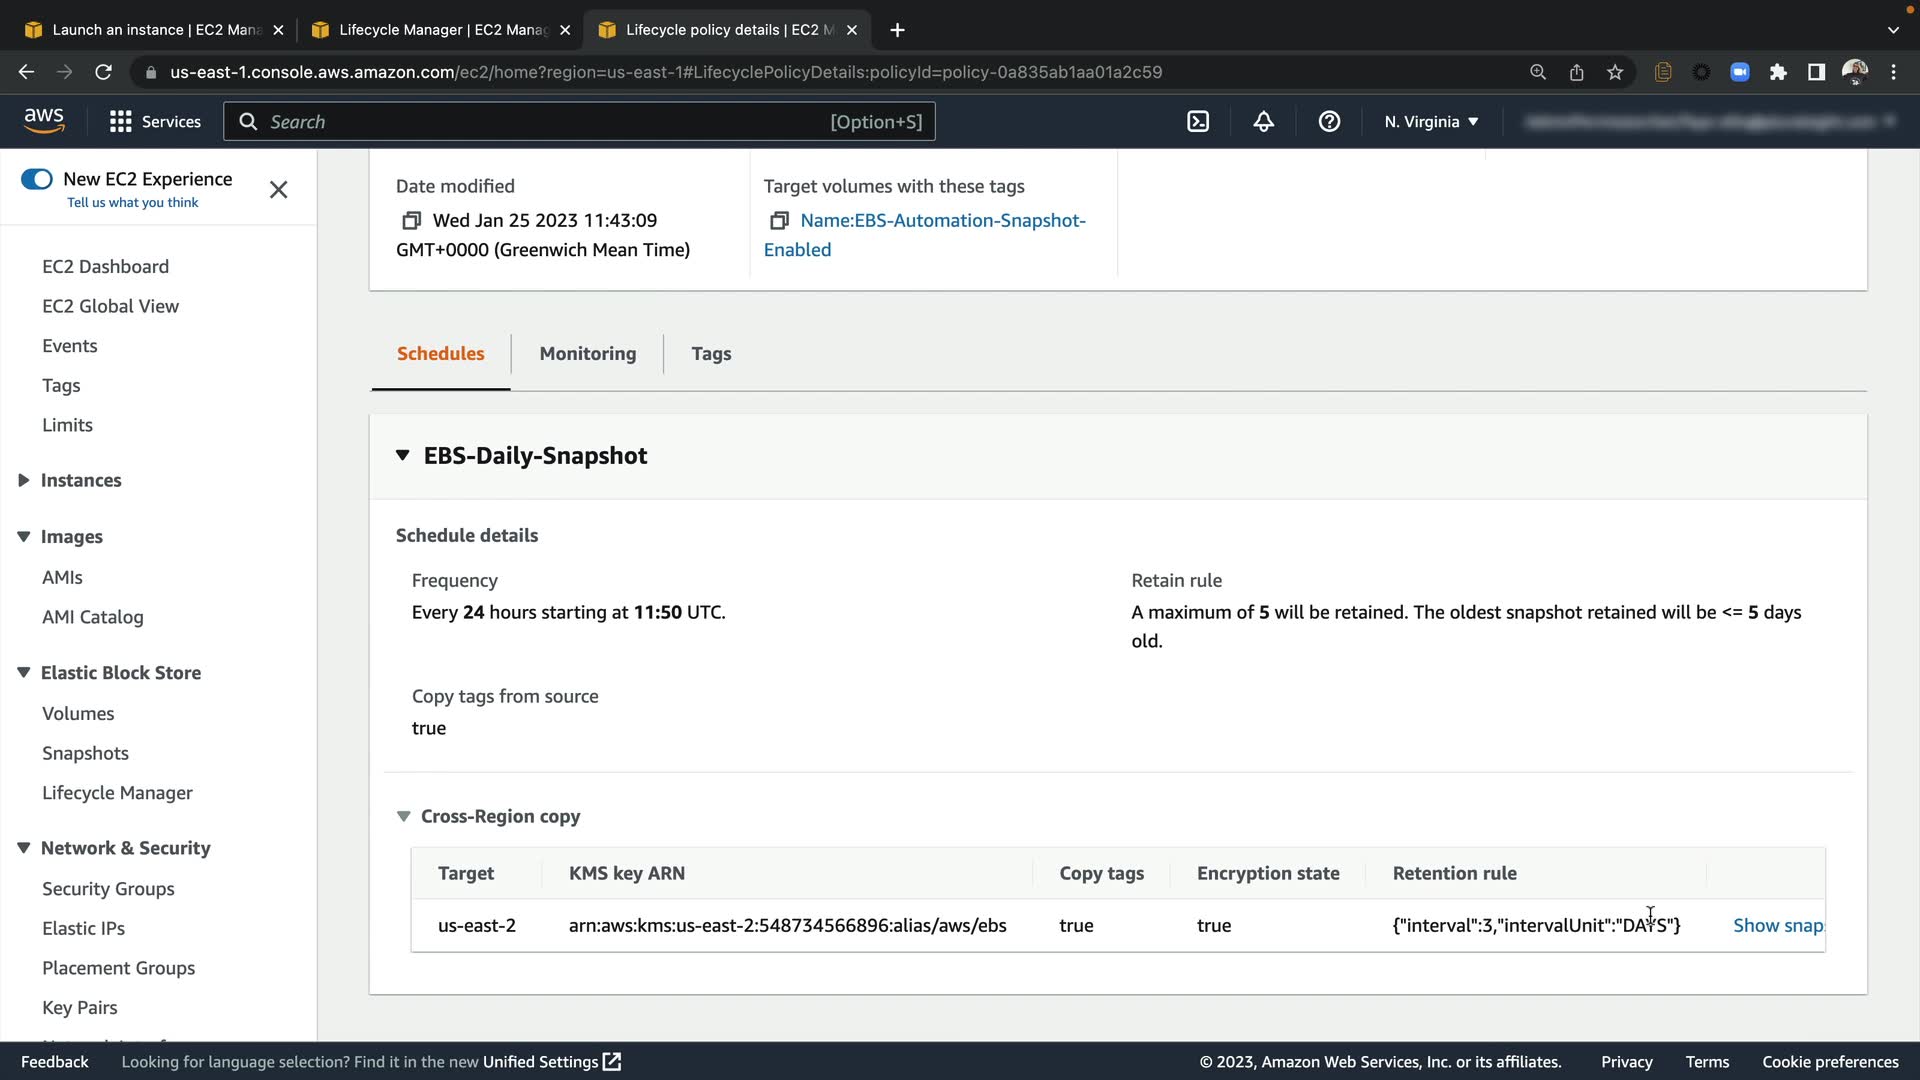 Launch an instance | EC2 Mana
Lifecycle Manager | EC2 Manag
Lifecycle policy details | EC2 M
us-east-1.console.aws.amazon.com/ec2/home?region=us-east-1#LifecyclePolicyDetails:policyId=policy-0a835ab1aa01a2c59
aws
Services
Search
[Option+S]
N. Virginia
New EC2 Experience
Tell us what you think
EC2 Dashboard
EC2 Global View
Events
Tags
Limits
Instances
Images
AMIs
AMI Catalog
Elastic Block Store
Volumes
Snapshots
Lifecycle Manager
Network & Security
Security Groups
Elastic IPs
Placement Groups
Key Pairs
Date modified
Wed Jan 25 2023 11:43:09
GMT+0000 (Greenwich Mean Time)
Target volumes with these tags
Name:EBS-Automation-Snapshot-
Enabled
Schedules
Monitoring
Tags
EBS-Daily-Snapshot
Schedule details
Frequency
Every 24 hours starting at 11:50 UTC.
Retain rule
A maximum of 5 will be retained. The oldest snapshot retained will be <= 5 days
old.
Copy tags from source
true
Cross-Region copy
Target KMS key ARN Copy tags Encryption state Retention rule
us-east-2 arn:aws:kms:us-east-2:548734566896:alias/aws/ebs true true {"interval":3,"intervalUnit":"DAYS"} Show snap
Feedback
Looking for language selection? Find it in the new Unified Settings
© 2023, Amazon Web Services, Inc. or its affiliates.
Privacy
Terms
Cookie preferences